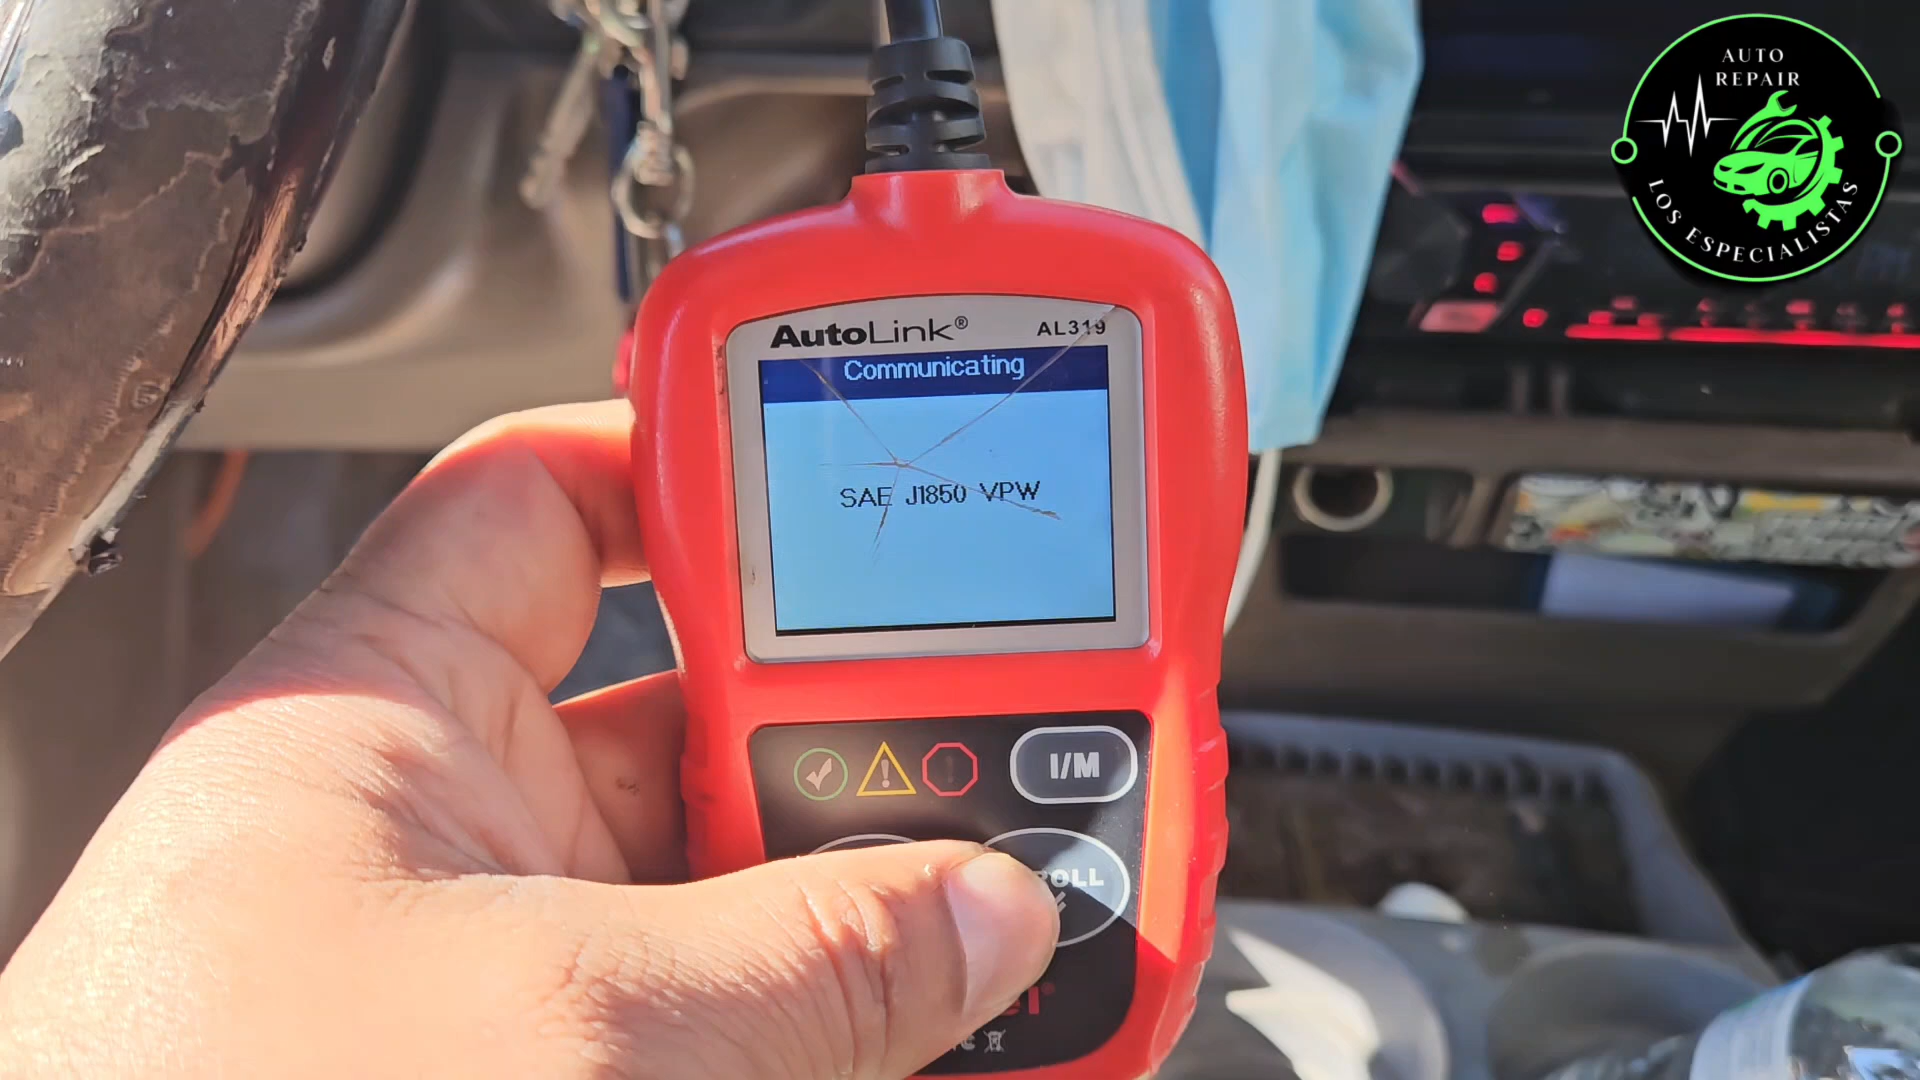 AUTO
REPAIR
LOS ESPECIALISTAS
AutoLink®
AL319
Communicating
SAE J1850 VPW
I/M